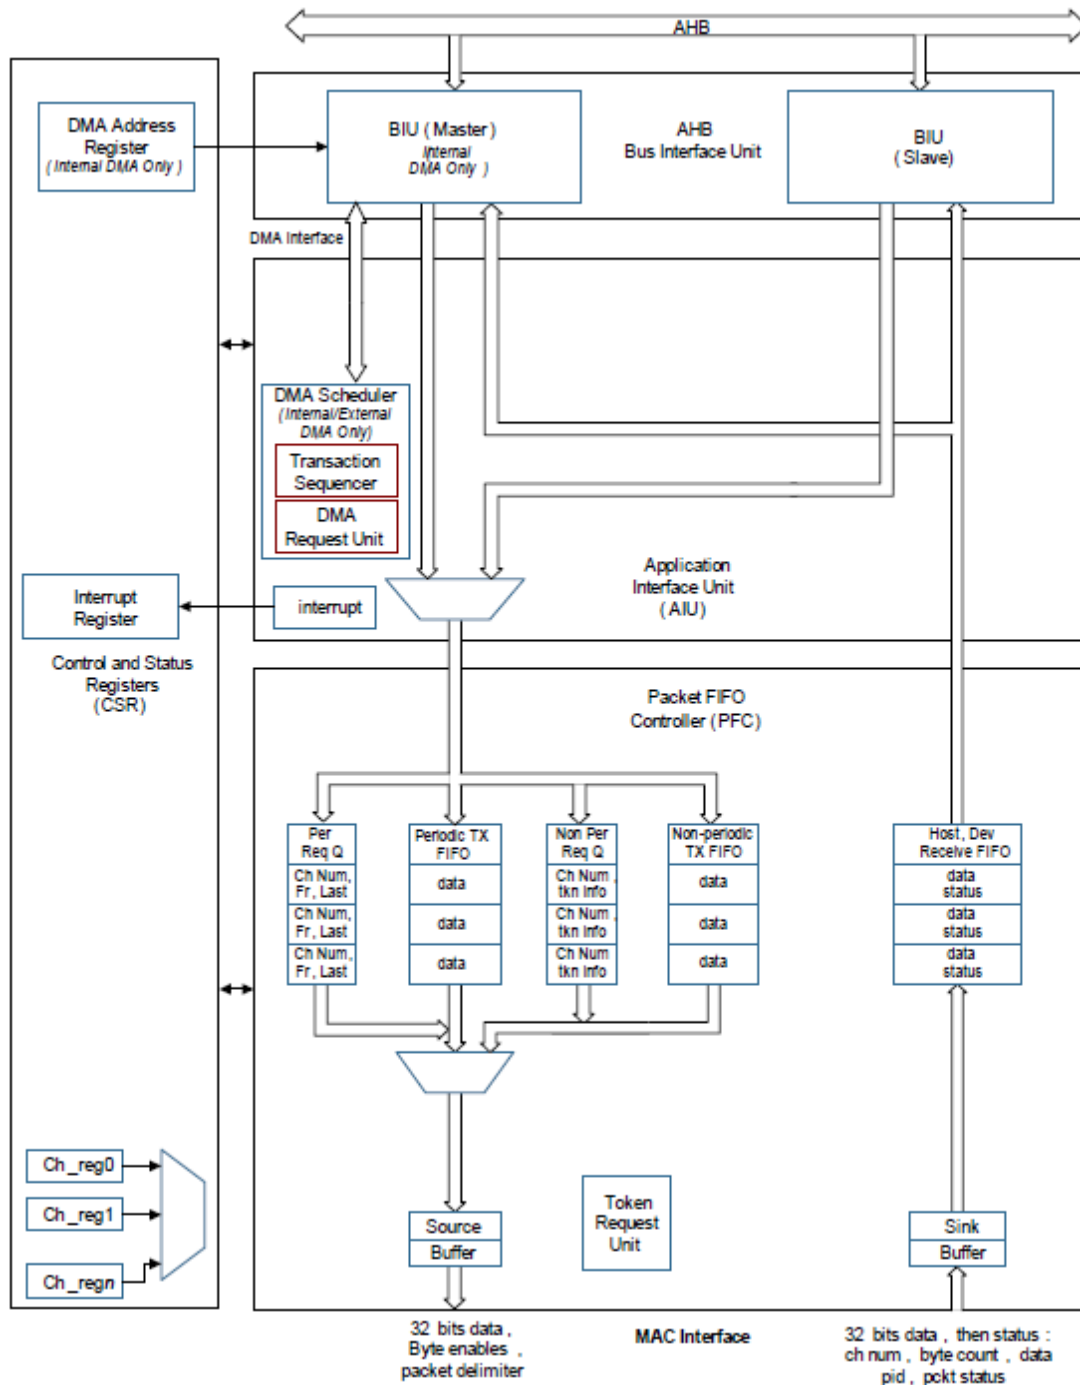 AHB
DMA Address
Register
( Internal DMA Only )
BIU ( Master)
Internal
DMA Only )
AHB
Bus Interface Unit
BIU
( Slave)
DMA Interface
DMA Scheduler
(Internal/External
DMA Only)
Transaction
Sequencer
DMA
Request Unit
Application
Interface Unit
( AIU)
Interrupt
Register
interrupt
Control and Status
Registers
(CSR)
Packet FIFO
Controller ( PFC)
Per
Req Q
Ch Num,
Fr, Last
Ch Num,
Fr, Last
Ch Num,
Fr, Last
Periodic TX
FIFO
data
data
data
Non Per
Req Q
Ch Num ,
tkn Info
Ch Num ,
tkn Info
Ch Num
tkn Info
Non-periodic
TX FIFO
data
data
data
Host, Dev
Receive FIFO
data
status
data
status
data
status
Ch _reg0
Ch _reg1
Ch _regn
Source
Buffer
Token
Request
Unit
Sink
Buffer
32 bits data ,
Byte enables ,
packet delimiter
MAC Interface
32 bits data , then status :
ch num , byte count , data
pid , pckt status